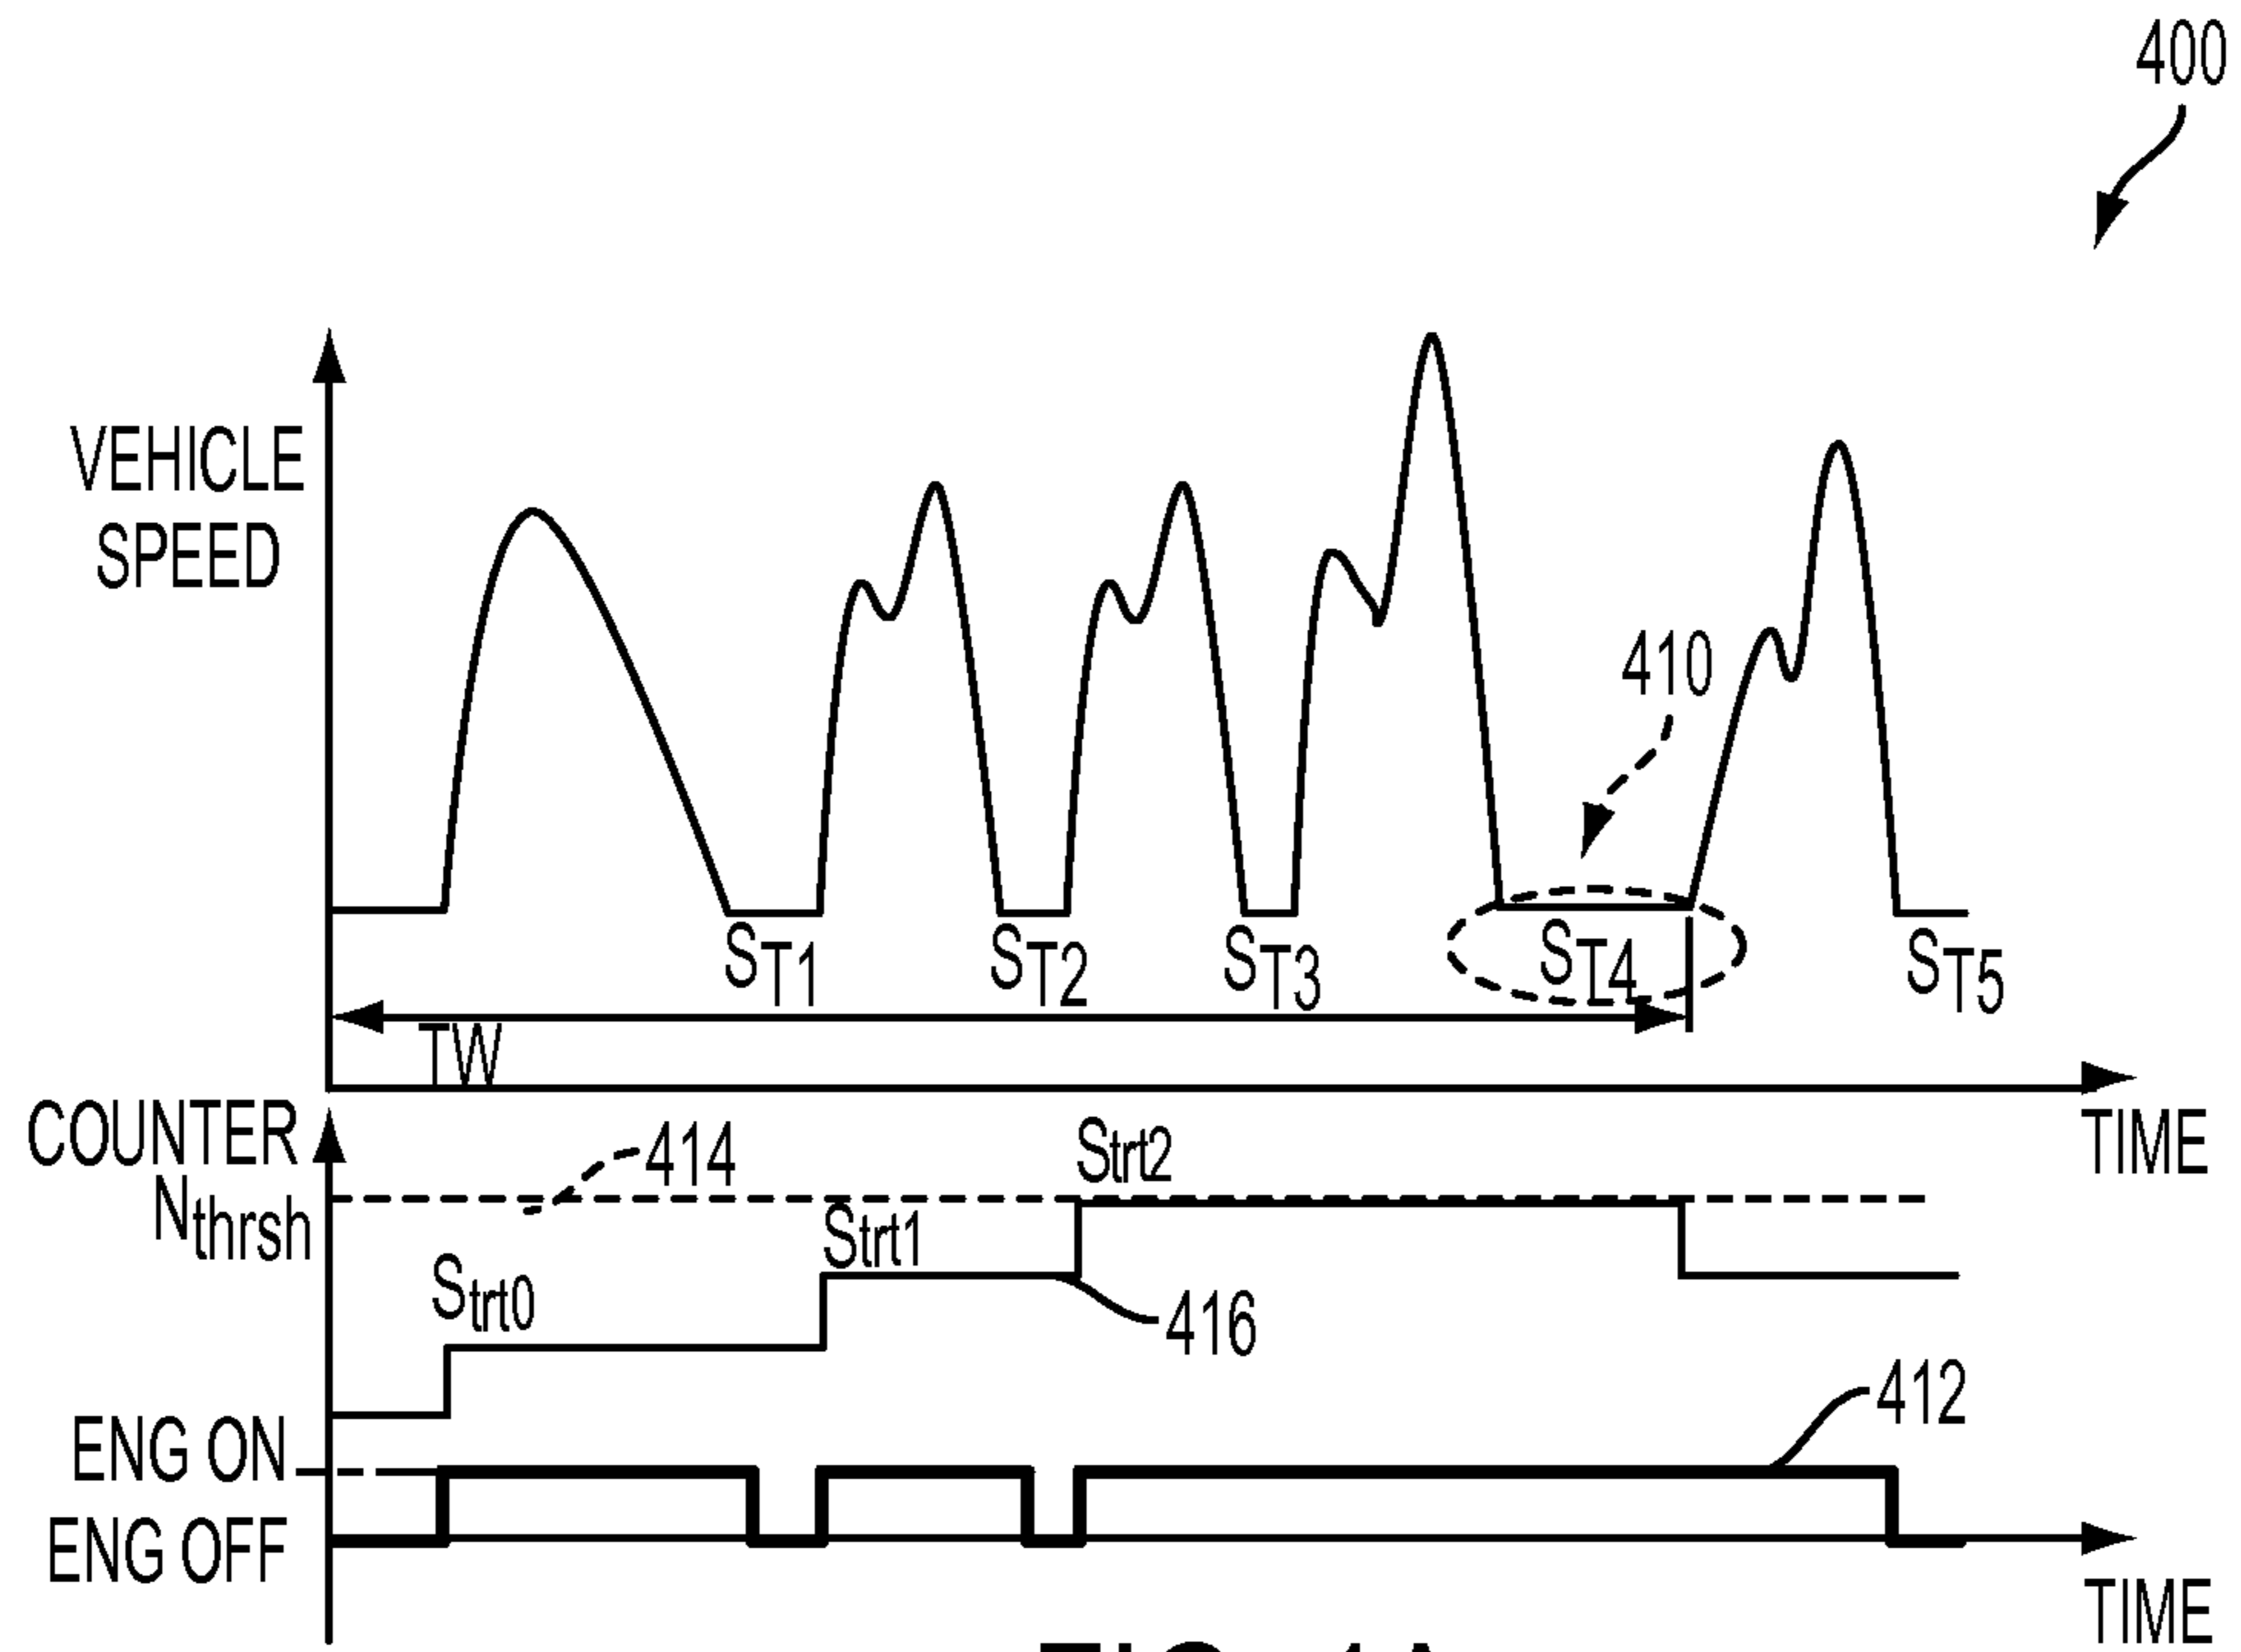 400
VEHICLE
SPEED
410
ST1
ST2
ST3
ST4
ST5
TW
TIME
COUNTER
Nthrsh
414
Strt2
Strt1
Strt0
416
412
ENG ON
ENG OFF
TIME